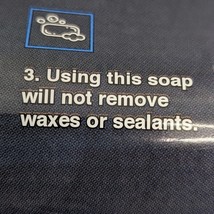 3. Using this soap
will not remove
waxes or sealants.